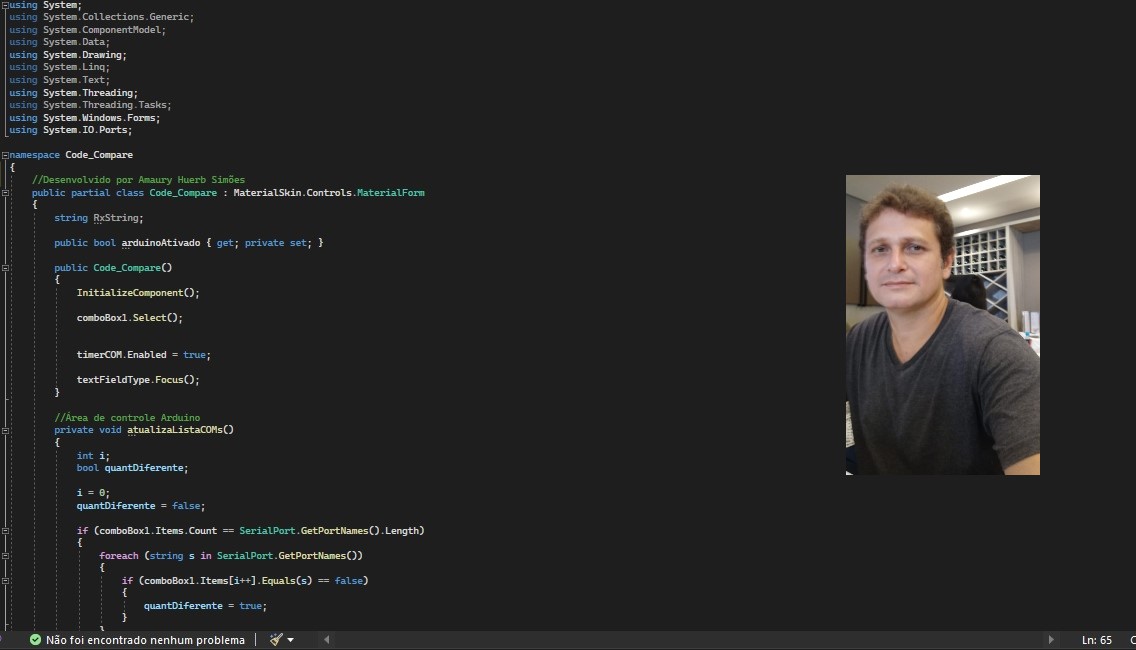 using System;
using System.Collections.Generic;
using System.ComponentModel;
using System.Data;
using System.Drawing;
using System.Linq;
using System.Text;
using System.Threading;
using System.Threading.Tasks;
using System.Windows.Forms;
using System.IO.Ports;
namespace Code_Compare
{
//Desenvolvido por Amaury Huerb Simões
public partial class Code_Compare : MaterialSkin.Controls.MaterialForm
{
string RxString;
public bool arduinoAtivado { get; private set; }
public Code_Compare()
{
InitializeComponent();
comboBox1.Select();
timerCOM.Enabled = true;
textFieldType.Focus();
}
//Área de controle Arduino
private void atualizaListaCOMs()
{
int i;
bool quantDiferente;
i = 0;
quantDiferente = false;
if (comboBox1.Items.Count == SerialPort.GetPortNames().Length)
{
foreach (string s in SerialPort.GetPortNames())
{
if (comboBox1.Items[i++].Equals(s) == false)
{
quantDiferente = true;
}
}
Não foi encontrado nenhum problema
Ln: 65